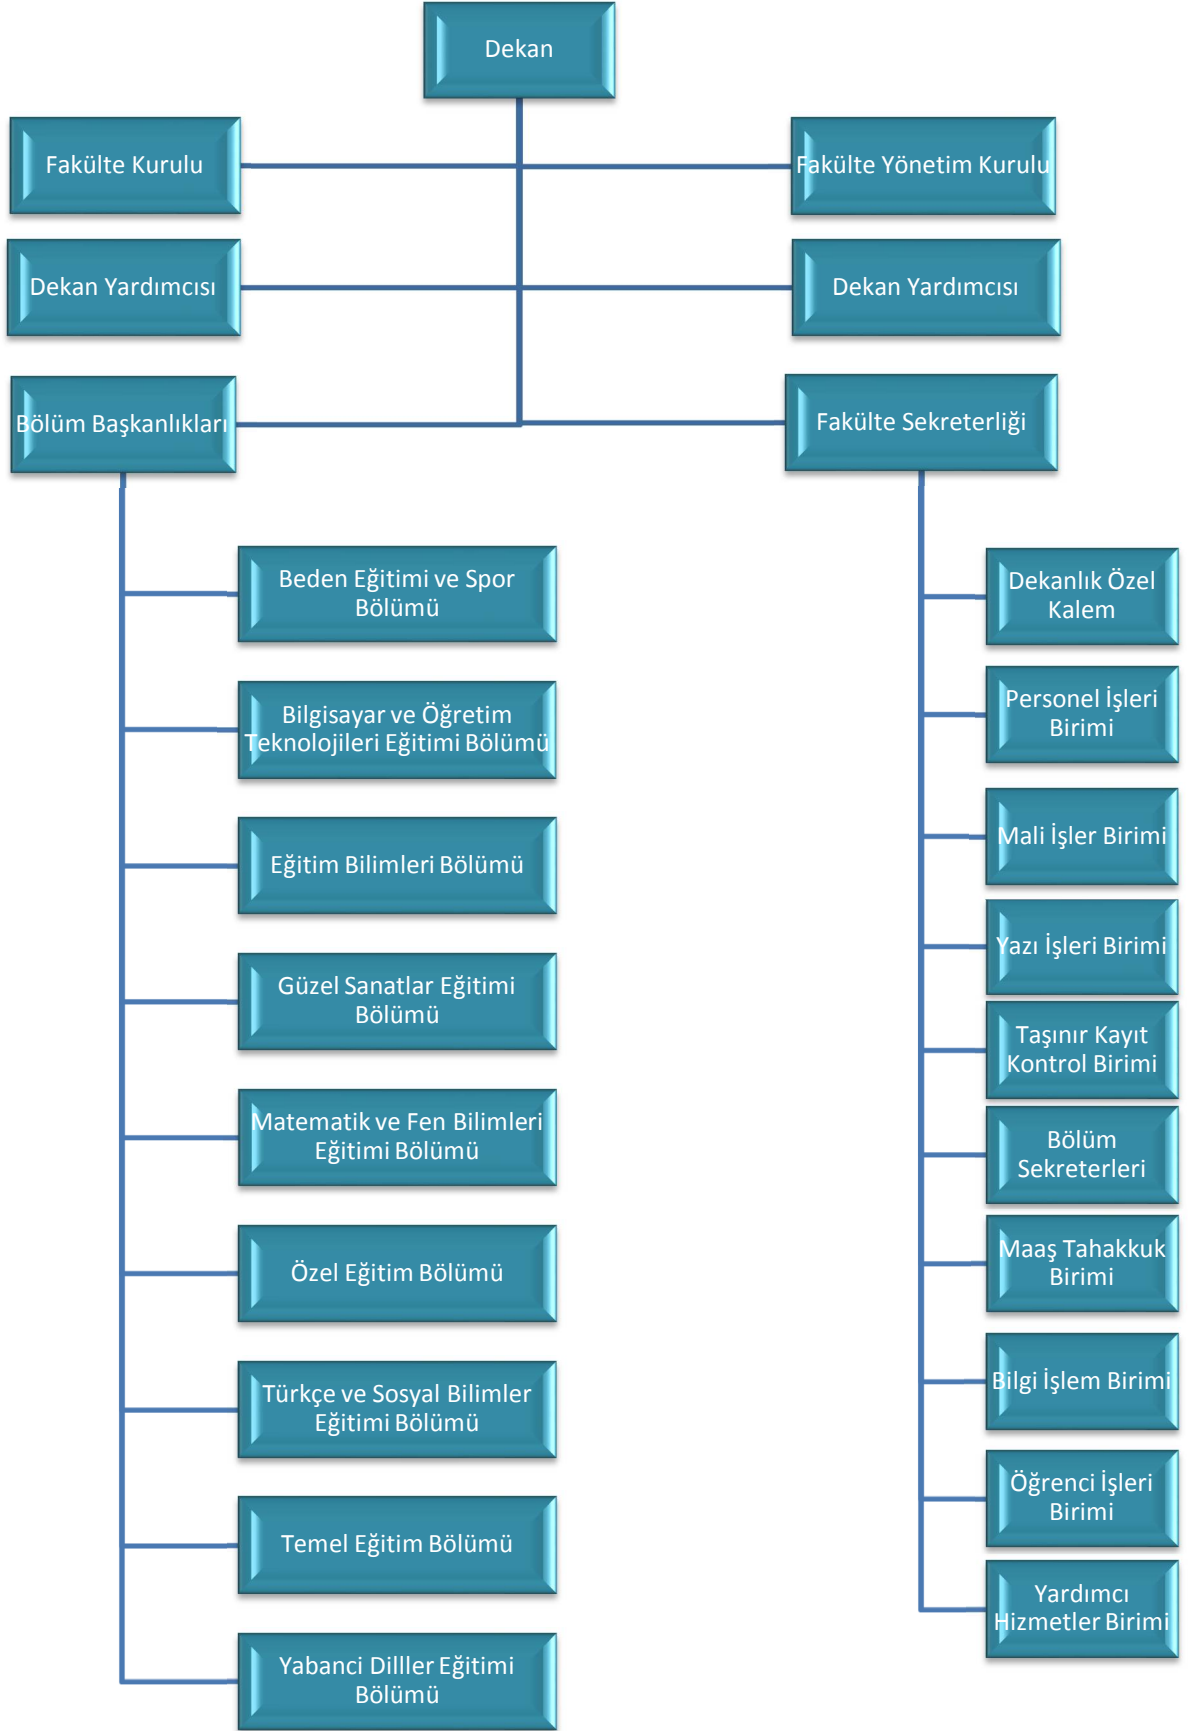 Dekan
Fakülte Kurulu
Fakülte Yönetim Kurulu
Dekan Yardımcısı
Dekan Yardımcısı
Bölüm Başkanlıkları
Fakülte Sekreterliği
Beden Eğitimi ve Spor
Bölümü
Bilgisayar ve Öğretim
Teknolojileri Eğitimi Bölümü
Eğitim Bilimleri Bölümü
Güzel Sanatlar Eğitimi
Bölümü
Matematik ve Fen Bilimleri
Eğitimi Bölümü
Özel Eğitim Bölümü
Türkçe ve Sosyal Bilimler
Eğitimi Bölümü
Temel Eğitim Bölümü
Yabanci Dilller Eğitimi
Bölümü
Dekanlık Özel
Kalem
Personel İşleri
Birimi
Mali İşler Birimi
Yazı İşleri Birimi
Taşınır Kayıt
Kontrol Birimi
Bölüm
Sekreterleri
Maaş Tahakkuk
Birimi
Bilgi İşlem Birimi
Öğrenci İşleri
Birimi
Yardımcı
Hizmetler Birimi